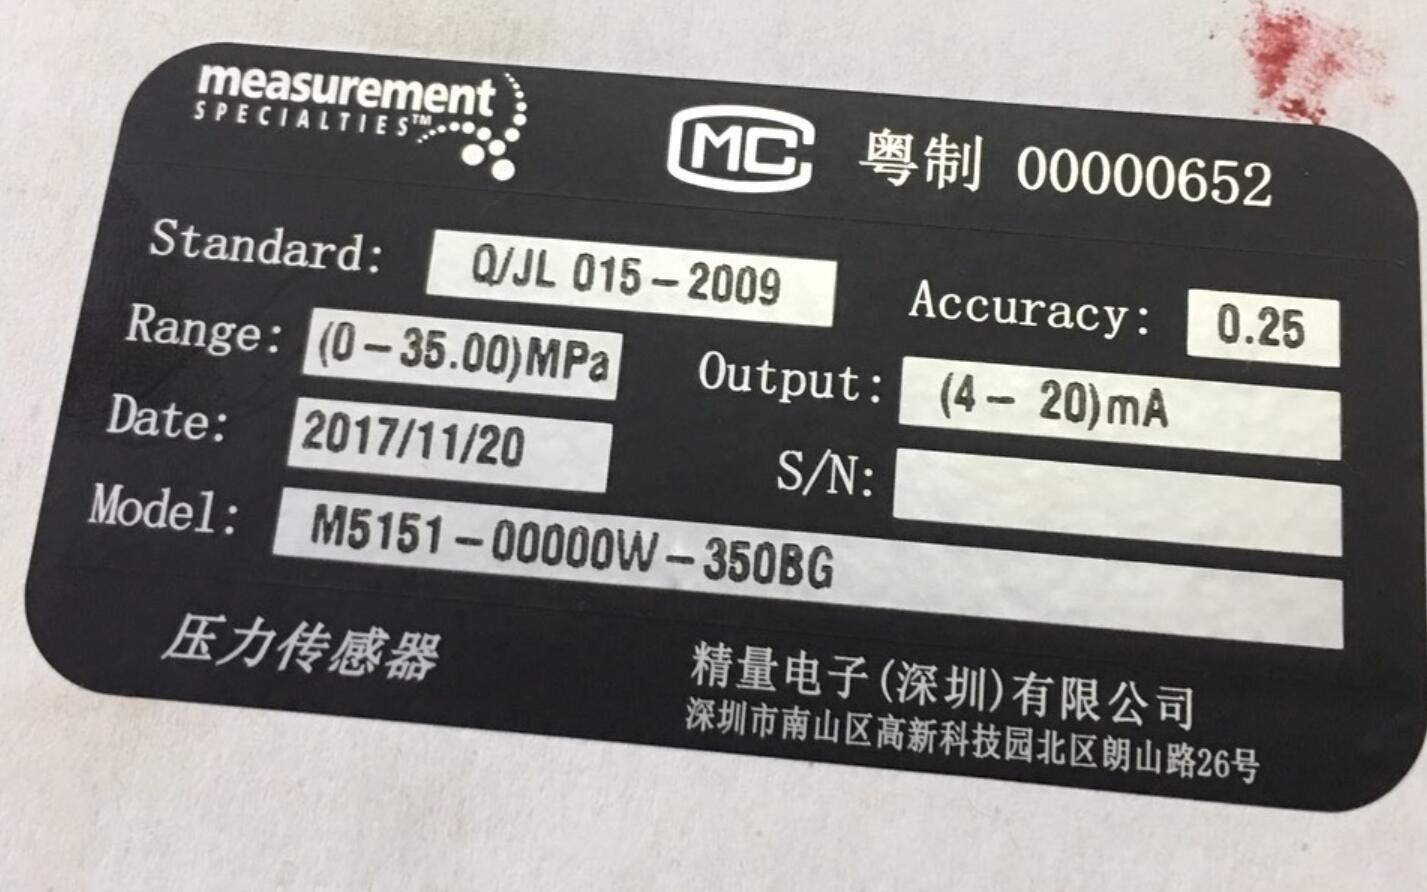 measurement
SPECIALTIES™
MC 粤制 00000652
Standard: Q/JL 015-2009 Accuracy: 0.25
Range: (0-35.00)MPa Output: (4- 20)mA
Date: 2017/11/20 S/N:
Model: M5151-00000W-350BG
压力传感器
精量电子(深圳)有限公司
深圳市南山区高新科技园北区朗山路26号